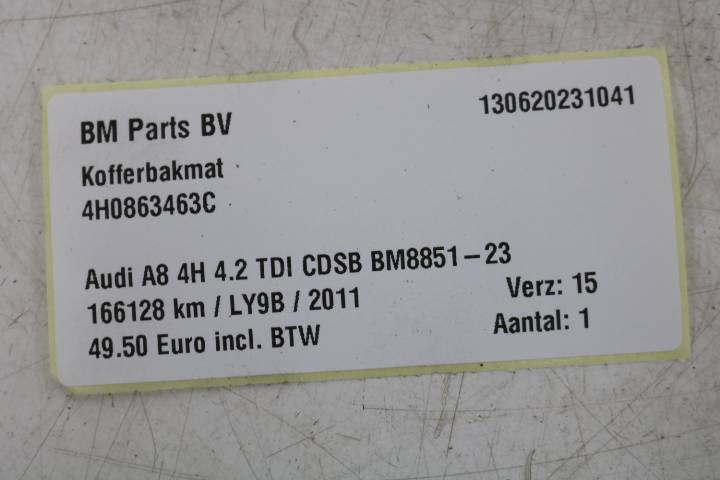 BM Parts BV
130620231041
Kofferbakmat
4H0863463C
Audi A8 4H 4.2 TDI CDSB BM8851-23
166128 km / LY9B / 2011
Verz: 15
49.50 Euro incl. BTW
Aantal: 1